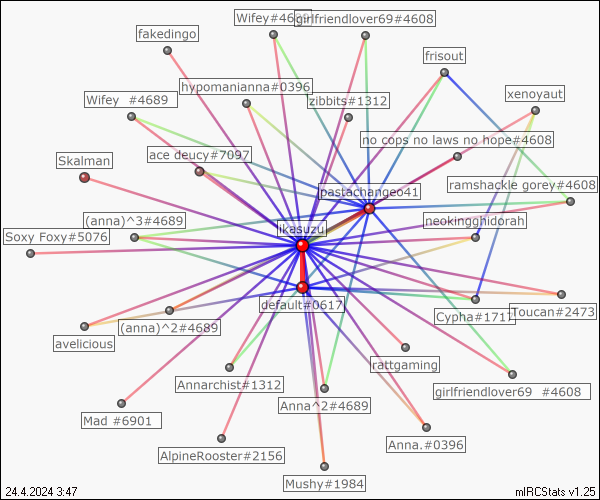 Wifey#4689
girlfriendlover69#4608
fakedingo
frisout
hypomanianna#0396
xenoyaut
Wifey #4689
zibbits#1312
no cops no laws no hope#4608
Skalman
ace deucy#7097
pastachangeo41
ramshackle gorey#4608
(anna)^3#4689
ikasuzu
neokingghidorah
Soxy Foxy#5076
default#0617
(anna)^2#4689
Cypha#1717
Toucan#2473
avelicious
rattgaming
Annarchist#1312
girlfriendlover69 #4608
Anna^2#4689
Mad #6901
Anna.#0396
AlpineRooster#2156
Mushy#1984
24.4.2024 3:47
mIRCStats v1.25